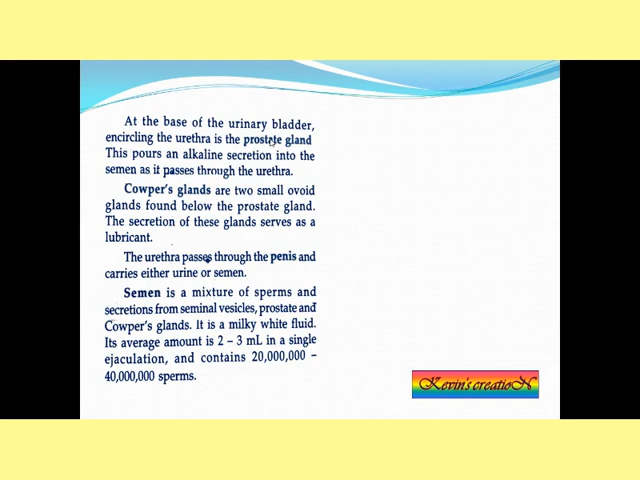 At the base of the urinary bladder,
encircling the urethra is the prostate gland
This pours an alkaline secretion into the
semen as it passes through the urethra.
Cowper's glands are two small ovoid
glands found below the prostate gland.
The secretion of these glands serves as a
lubricant.
The urethra passes through the penis and
carries either urine or semen.
Semen is a mixture of sperms and
secretions from seminal vesicles, prostate and
Cowper's glands. It is a milky white fluid.
Its average amount is 2 – 3 mL in a single
ejaculation, and contains 20,000,000 –
40,000,000 sperms.
Kevin's creatioN